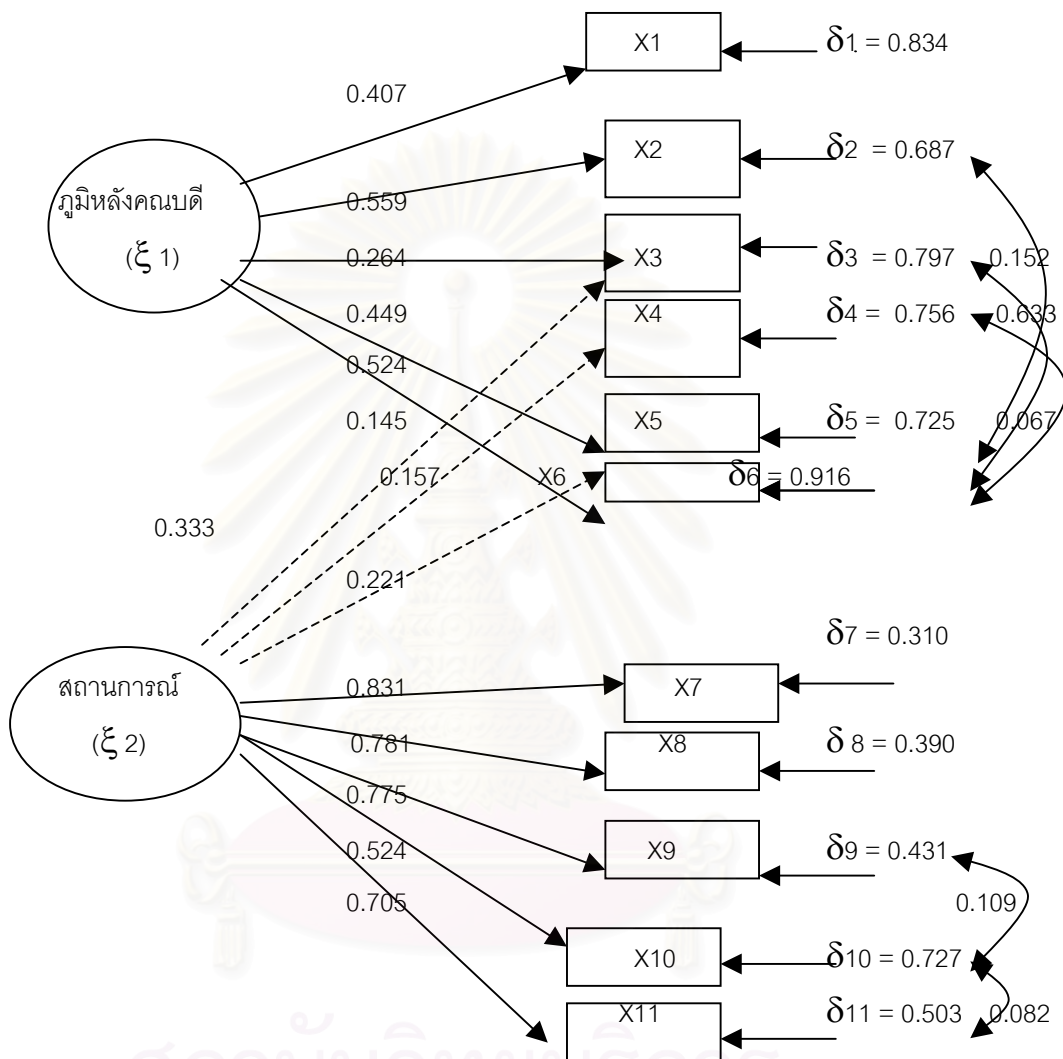 X1 δ1 = 0.834
0.407
X2 δ2 = 0.687
ภูมิหลังคณบดี
0.559
(ξ 1)
0.264 X3 δ3 = 0.797 0.152
0.449 X4 δ4 = 0.756 0.633
0.524
0.145 X5 δ5 = 0.725 0.067
0.157 X6 δ6 = 0.916
0.333
0.221
δ7 = 0.310
สถานการณ์
0.831 X7
(ξ 2)
0.781 X8 δ 8 = 0.390
0.775
0.524 X9 δ9 = 0.431
0.705 0.109
X10 δ10 = 0.727
X11 δ11 = 0.503 0.082